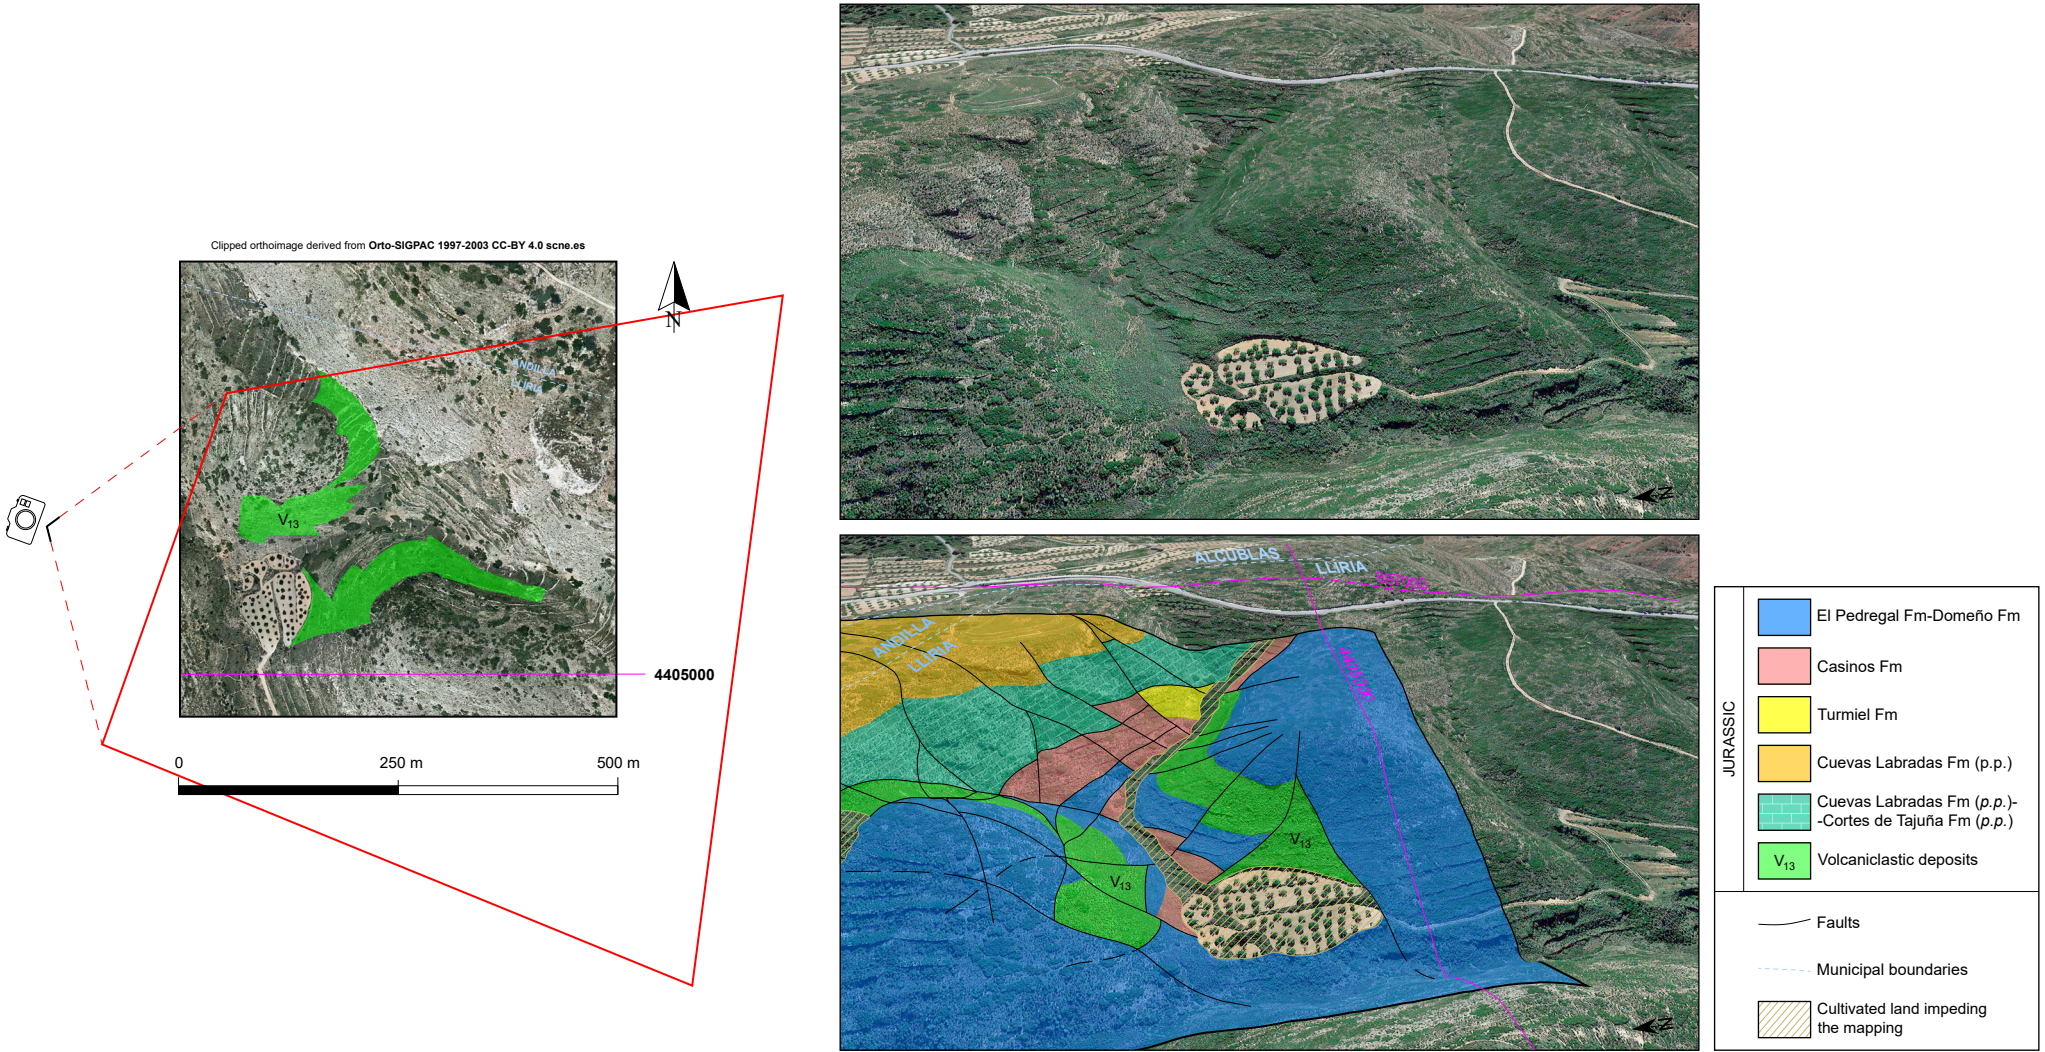 Clipped orthoimage derived from Orto-SIGPAC 1997-2003 CC-BY 4.0 scne.es
N
ANDILLA
LLIRIA
V13
4405000
0
250 m
500 m
N
ALCUBLAS
LLIRIA
ANDILLA
LLIRIA
V13
V13
N
JURASSIC
El Pedregal Fm-Domeño Fm
Casinos Fm
Turmiel Fm
Cuevas Labradas Fm (p.p.)
Cuevas Labradas Fm (p.p.)-
-Cortes de Tajuña Fm (p.p.)
V13
Volcaniclastic deposits
Faults
Municipal boundaries
Cultivated land impeding
the mapping